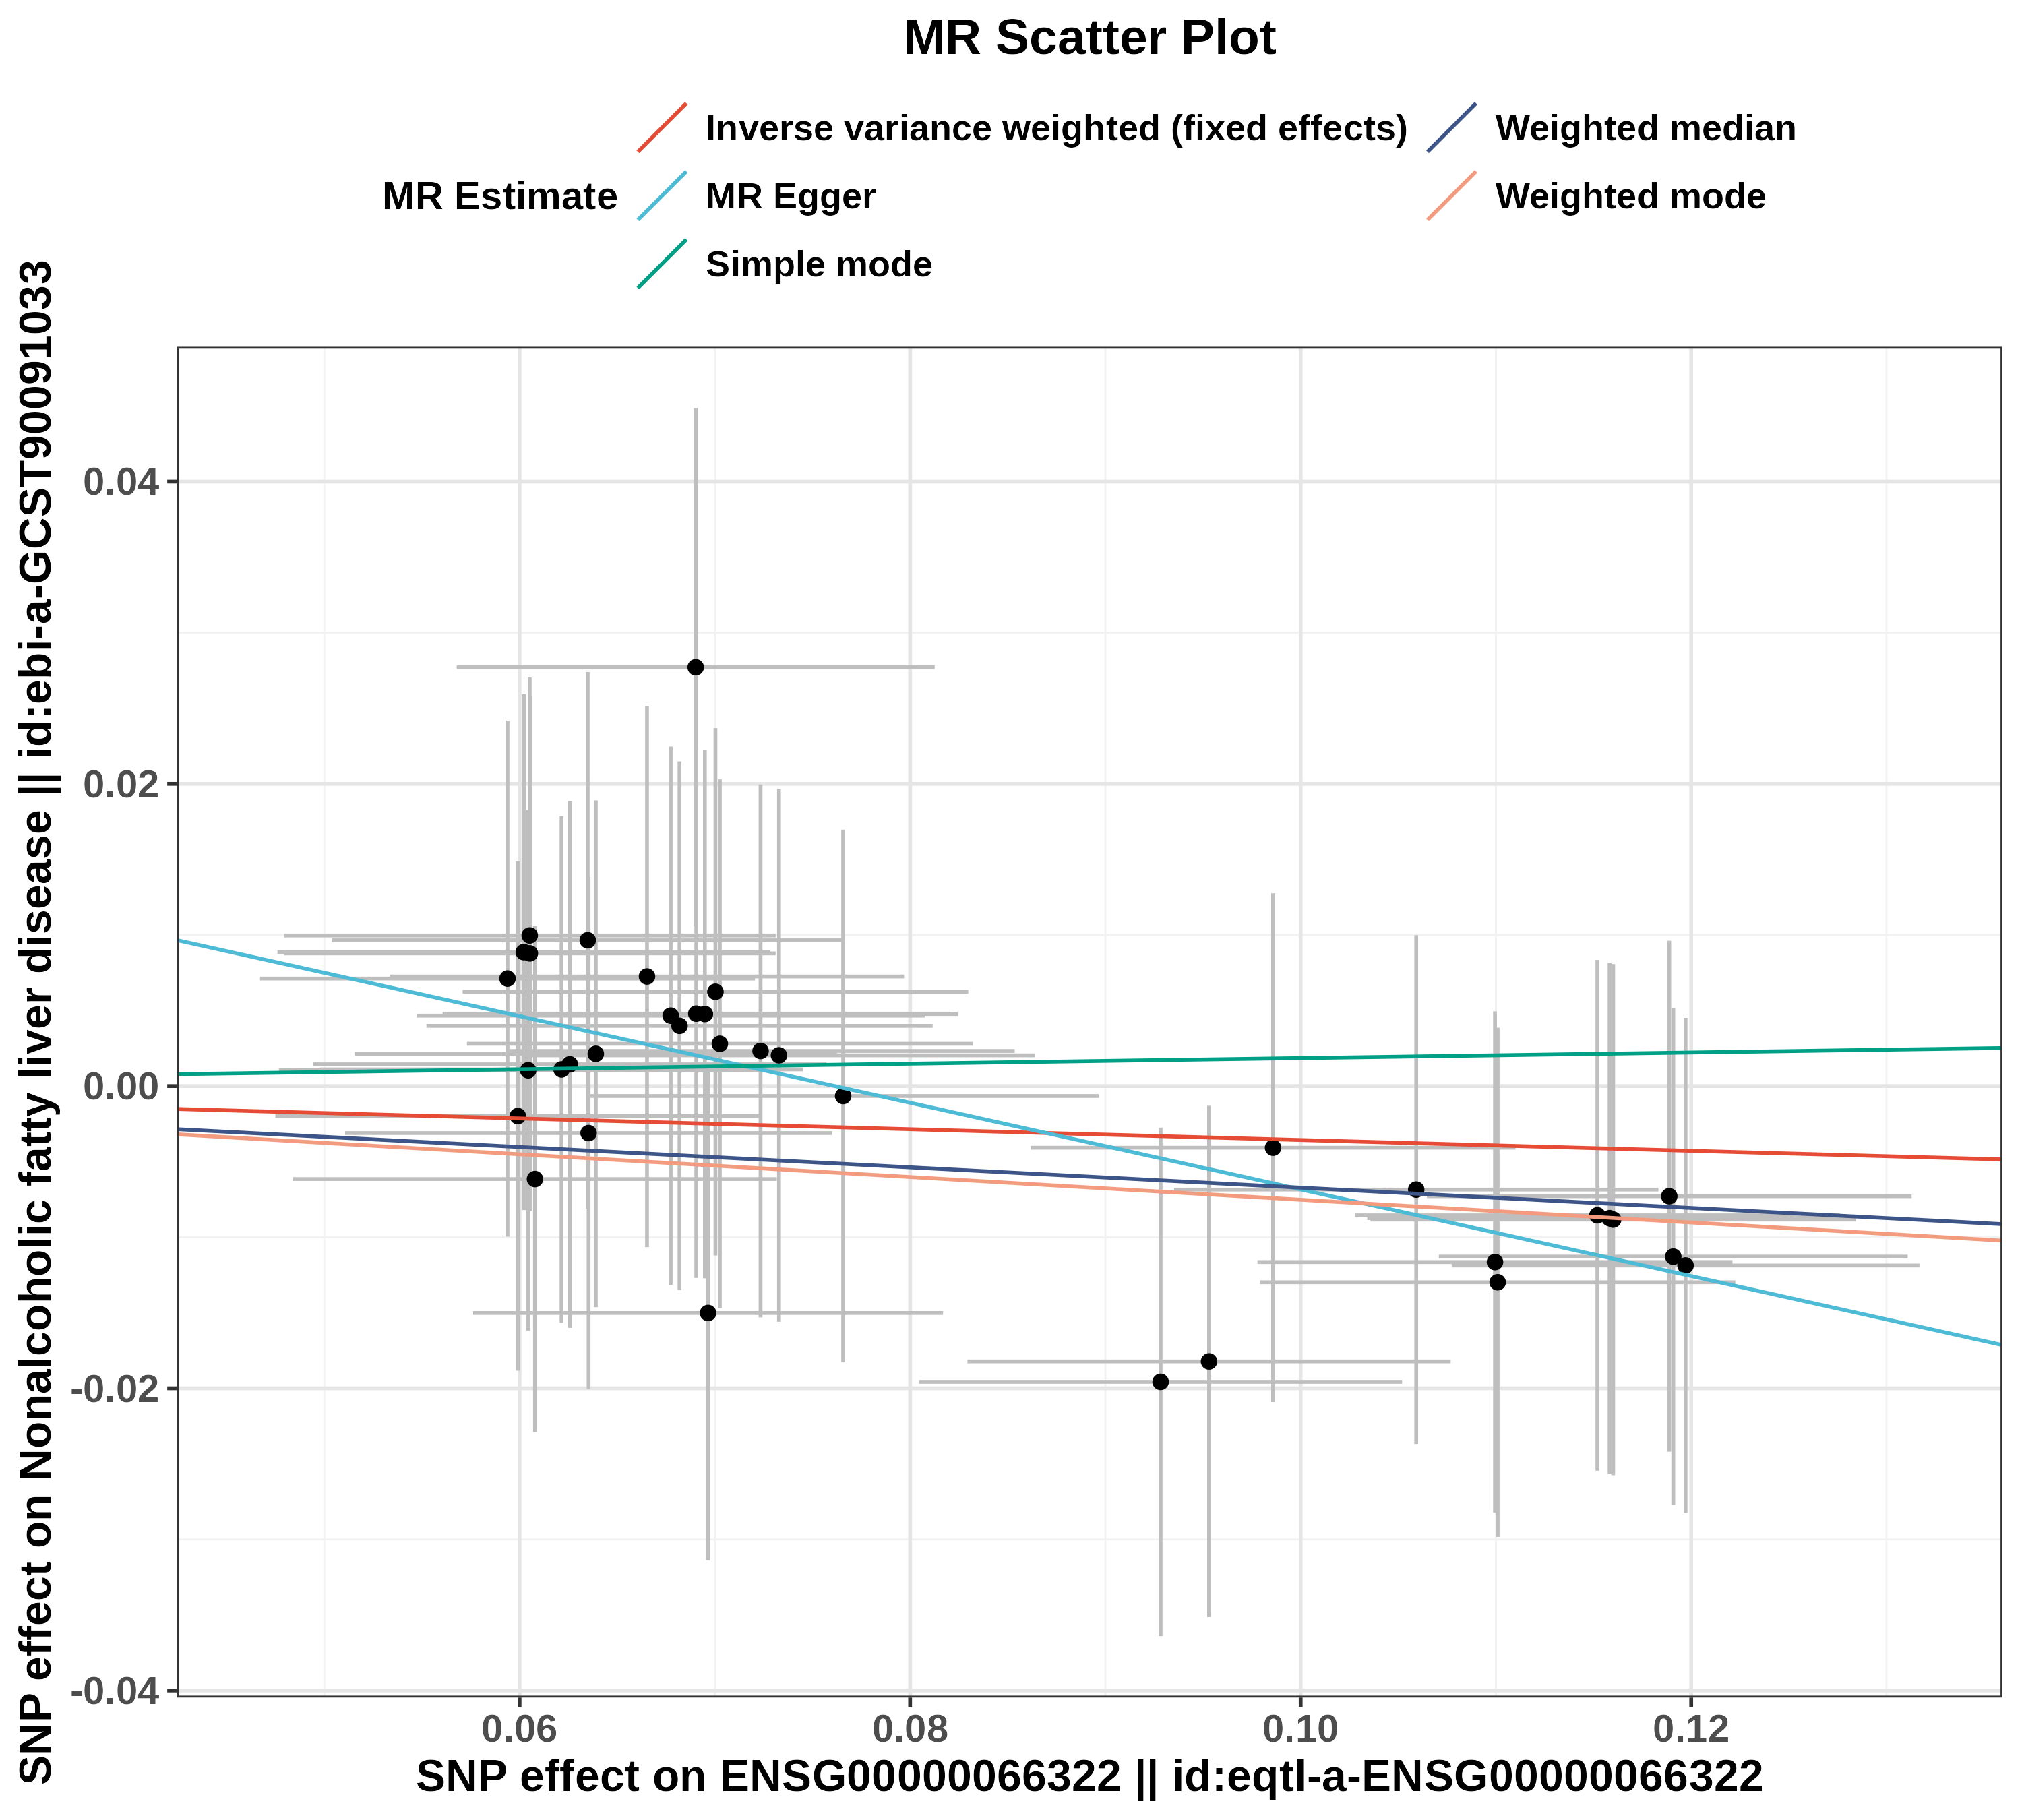 MR Scatter Plot
MR Estimate
Inverse variance weighted (fixed effects)
MR Egger
Simple mode
Weighted median
Weighted mode
SNP effect on Nonalcoholic fatty liver disease || id:ebi-a-GCST90091033
0.04
0.02
0.00
-0.02
-0.04
0.06
0.08
0.10
0.12
SNP effect on ENSG00000066322 || id:eqtl-a-ENSG00000066322